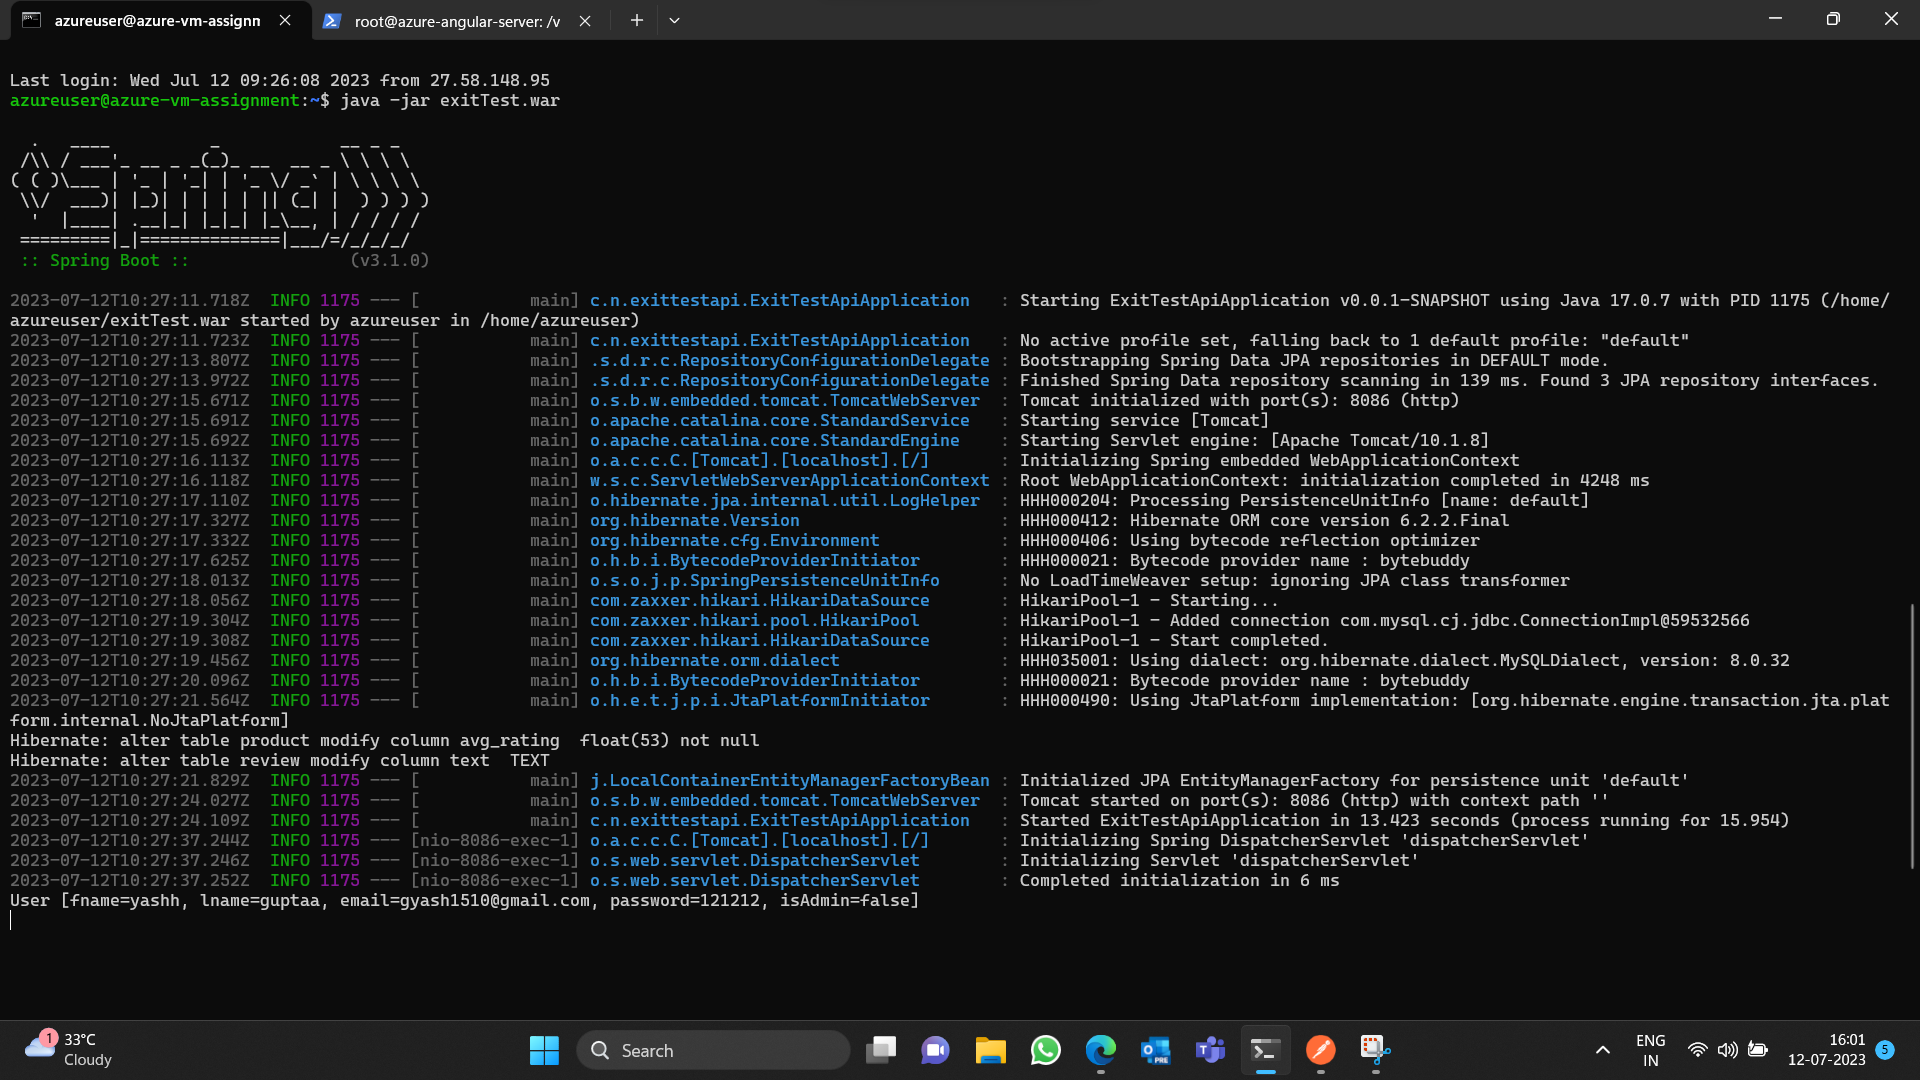 azureuser@azure-vm-assignn
root@azure-angular-server: /v
Last login: Wed Jul 12 09:26:08 2023 from 27.58.148.95
azureuser@azure-vm-assignment:~$ java -jar exitTest.war
  .   ____          _            __ _ _
 /\\ / ___'_ __ _ _(_)_ __  __ _ \ \ \ \
( ( )\___ | '_ | '_| | '_ \/ _` | \ \ \ \
 \\/  ___)| |_)| | | | | || (_| |  ) ) ) )
  '  |____| .__|_| |_|_| |_\__, | / / / /
 =========|_|==============|___/=/_/_/_/
 :: Spring Boot ::                (v3.1.0)
2023-07-12T10:27:11.718Z  INFO 1175 --- [           main] c.n.exittestapi.ExitTestApiApplication   : Starting ExitTestApiApplication v0.0.1-SNAPSHOT using Java 17.0.7 with PID 1175 (/home/
azureuser/exitTest.war started by azureuser in /home/azureuser)
2023-07-12T10:27:11.723Z  INFO 1175 --- [           main] c.n.exittestapi.ExitTestApiApplication   : No active profile set, falling back to 1 default profile: "default"
2023-07-12T10:27:13.807Z  INFO 1175 --- [           main] .s.d.r.c.RepositoryConfigurationDelegate : Bootstrapping Spring Data JPA repositories in DEFAULT mode.
2023-07-12T10:27:13.972Z  INFO 1175 --- [           main] .s.d.r.c.RepositoryConfigurationDelegate : Finished Spring Data repository scanning in 139 ms. Found 3 JPA repository interfaces.
2023-07-12T10:27:15.671Z  INFO 1175 --- [           main] o.s.b.w.embedded.tomcat.TomcatWebServer  : Tomcat initialized with port(s): 8086 (http)
2023-07-12T10:27:15.691Z  INFO 1175 --- [           main] o.apache.catalina.core.StandardService   : Starting service [Tomcat]
2023-07-12T10:27:15.692Z  INFO 1175 --- [           main] o.apache.catalina.core.StandardEngine    : Starting Servlet engine: [Apache Tomcat/10.1.8]
2023-07-12T10:27:16.113Z  INFO 1175 --- [           main] o.a.c.c.C.[Tomcat].[localhost].[/]       : Initializing Spring embedded WebApplicationContext
2023-07-12T10:27:16.118Z  INFO 1175 --- [           main] w.s.c.ServletWebServerApplicationContext : Root WebApplicationContext: initialization completed in 4248 ms
2023-07-12T10:27:17.110Z  INFO 1175 --- [           main] o.hibernate.jpa.internal.util.LogHelper  : HHH000204: Processing PersistenceUnitInfo [name: default]
2023-07-12T10:27:17.327Z  INFO 1175 --- [           main] org.hibernate.Version                    : HHH000412: Hibernate ORM core version 6.2.2.Final
2023-07-12T10:27:17.332Z  INFO 1175 --- [           main] org.hibernate.cfg.Environment            : HHH000406: Using bytecode reflection optimizer
2023-07-12T10:27:17.625Z  INFO 1175 --- [           main] o.h.b.i.BytecodeProviderInitiator        : HHH000021: Bytecode provider name : bytebuddy
2023-07-12T10:27:18.013Z  INFO 1175 --- [           main] o.s.o.j.p.SpringPersistenceUnitInfo      : No LoadTimeWeaver setup: ignoring JPA class transformer
2023-07-12T10:27:18.056Z  INFO 1175 --- [           main] com.zaxxer.hikari.HikariDataSource       : HikariPool-1 - Starting...
2023-07-12T10:27:19.304Z  INFO 1175 --- [           main] com.zaxxer.hikari.pool.HikariPool        : HikariPool-1 - Added connection com.mysql.cj.jdbc.ConnectionImpl@59532566
2023-07-12T10:27:19.308Z  INFO 1175 --- [           main] com.zaxxer.hikari.HikariDataSource       : HikariPool-1 - Start completed.
2023-07-12T10:27:19.456Z  INFO 1175 --- [           main] org.hibernate.orm.dialect                : HHH035001: Using dialect: org.hibernate.dialect.MySQLDialect, version: 8.0.32
2023-07-12T10:27:20.096Z  INFO 1175 --- [           main] o.h.b.i.BytecodeProviderInitiator        : HHH000021: Bytecode provider name : bytebuddy
2023-07-12T10:27:21.564Z  INFO 1175 --- [           main] o.h.e.t.j.p.i.JtaPlatformInitiator       : HHH000490: Using JtaPlatform implementation: [org.hibernate.engine.transaction.jta.plat
form.internal.NoJtaPlatform]
Hibernate: alter table product modify column avg_rating  float(53) not null
Hibernate: alter table review modify column text  TEXT
2023-07-12T10:27:21.829Z  INFO 1175 --- [           main] j.LocalContainerEntityManagerFactoryBean : Initialized JPA EntityManagerFactory for persistence unit 'default'
2023-07-12T10:27:24.027Z  INFO 1175 --- [           main] o.s.b.w.embedded.tomcat.TomcatWebServer  : Tomcat started on port(s): 8086 (http) with context path ''
2023-07-12T10:27:24.109Z  INFO 1175 --- [           main] c.n.exittestapi.ExitTestApiApplication   : Started ExitTestApiApplication in 13.423 seconds (process running for 15.954)
2023-07-12T10:27:37.244Z  INFO 1175 --- [nio-8086-exec-1] o.a.c.c.C.[Tomcat].[localhost].[/]       : Initializing Spring DispatcherServlet 'dispatcherServlet'
2023-07-12T10:27:37.246Z  INFO 1175 --- [nio-8086-exec-1] o.s.web.servlet.DispatcherServlet        : Initializing Servlet 'dispatcherServlet'
2023-07-12T10:27:37.252Z  INFO 1175 --- [nio-8086-exec-1] o.s.web.servlet.DispatcherServlet        : Completed initialization in 6 ms
User [fname=yashh, lname=guptaa, email=gyash1510@gmail.com, password=121212, isAdmin=false]
1
33°C
Cloudy
Search
PRE
ENG
IN
16:01
12-07-2023
5